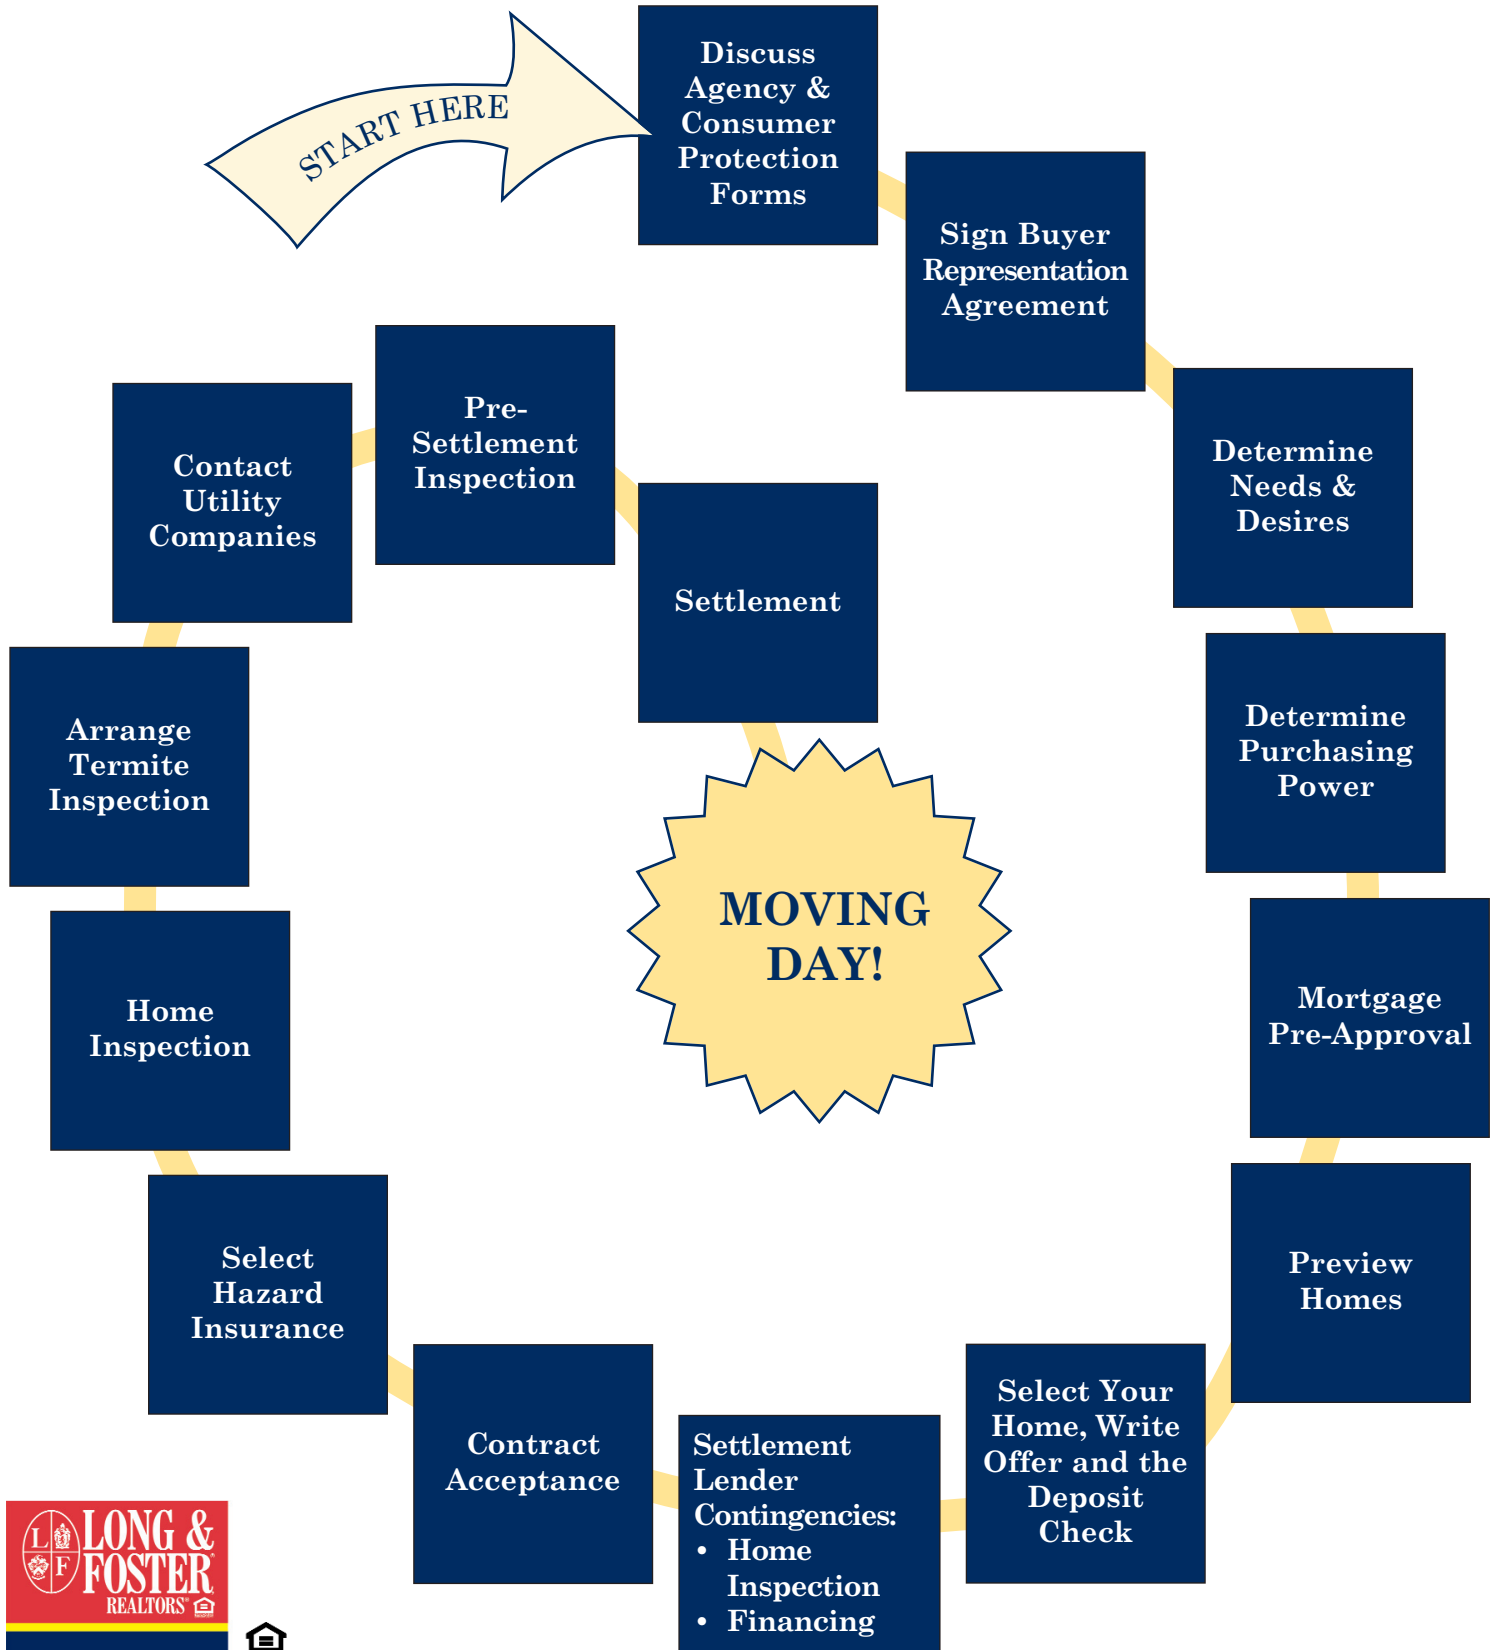 START HERE
Discuss
Agency &
Consumer
Protection
Forms
Sign Buyer
Representation
Agreement
Determine
Needs &
Desires
Determine
Purchasing
Power
Mortgage
Pre-Approval
Preview
Homes
Select Your
Home, Write
Offer and the
Deposit
Check
Settlement
Lender
Contingencies:
• Home
Inspection
• Financing
Contract
Acceptance
Select
Hazard
Insurance
Home
Inspection
Arrange
Termite
Inspection
Contact
Utility
Companies
Pre-
Settlement
Inspection
Settlement
MOVING
DAY!
L
F
LONG &
FOSTER
REALTORS®